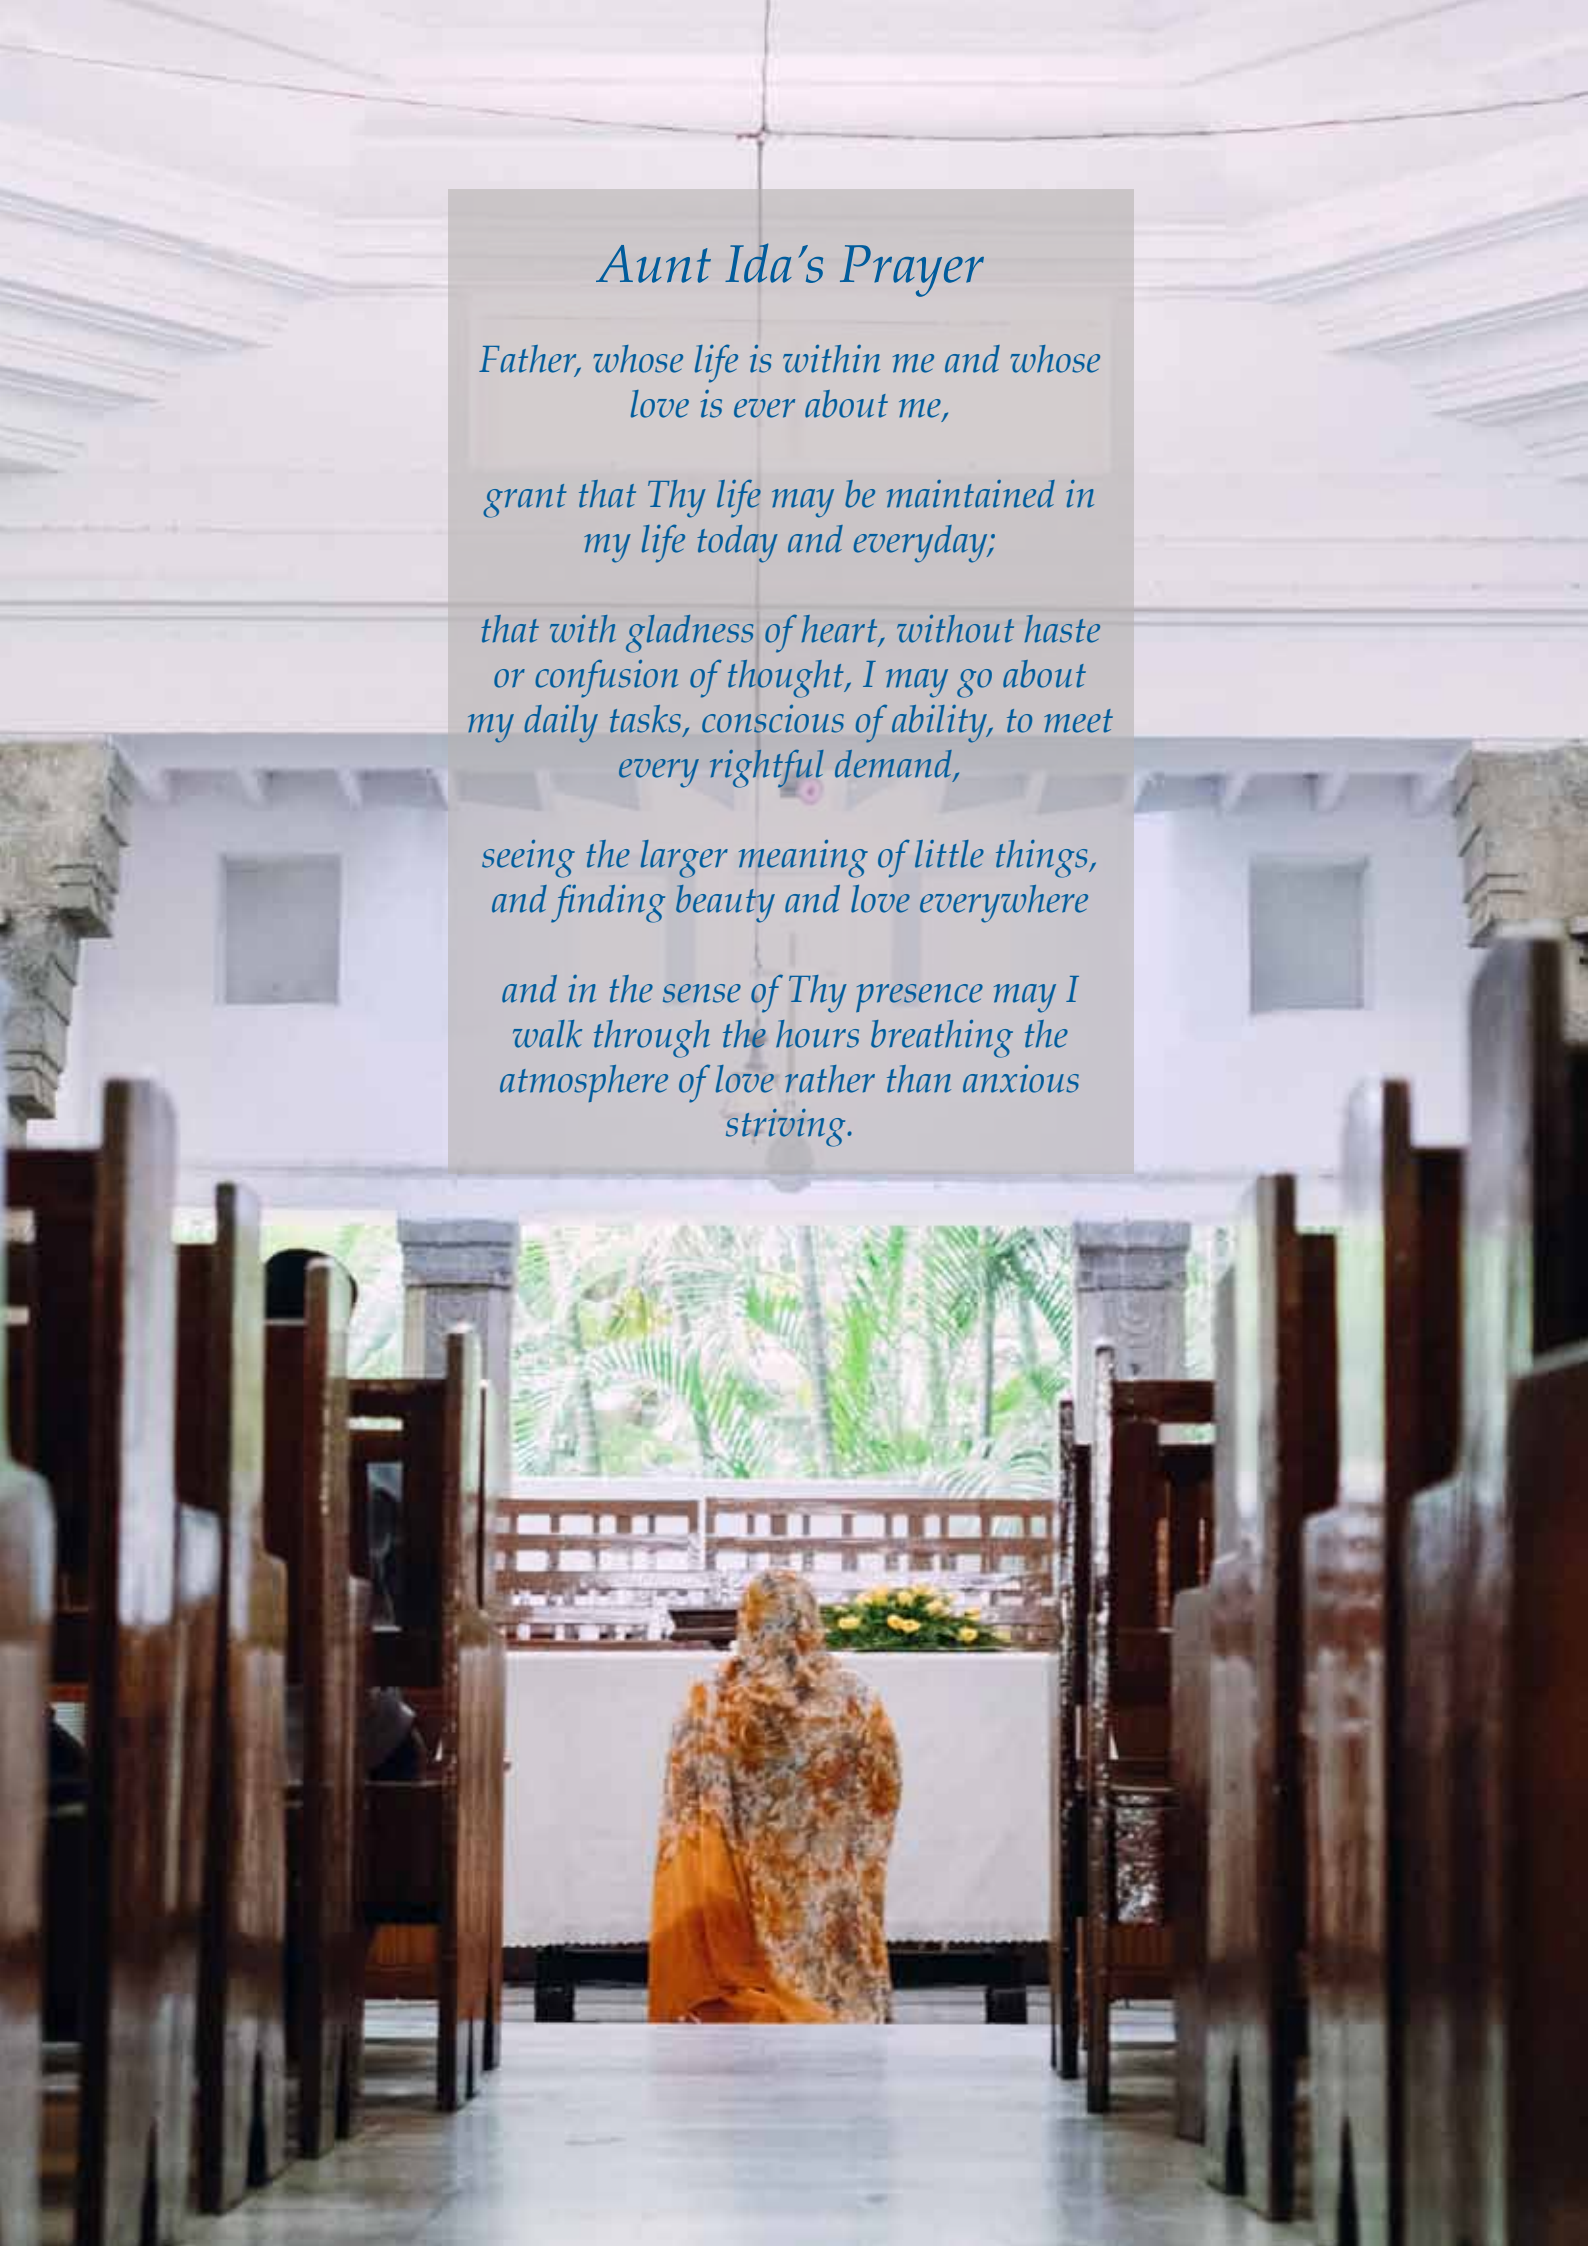 Aunt Ida’s Prayer
Father, whose life is within me and whose
love is ever about me,
grant that Thy life may be maintained in
my life today and everyday;
that with gladness of heart, without haste
or confusion of thought, I may go about
my daily tasks, conscious of ability, to meet
every rightful demand,
seeing the larger meaning of little things,
and finding beauty and love everywhere
and in the sense of Thy presence may I
walk through the hours breathing the
atmosphere of love rather than anxious
striving.